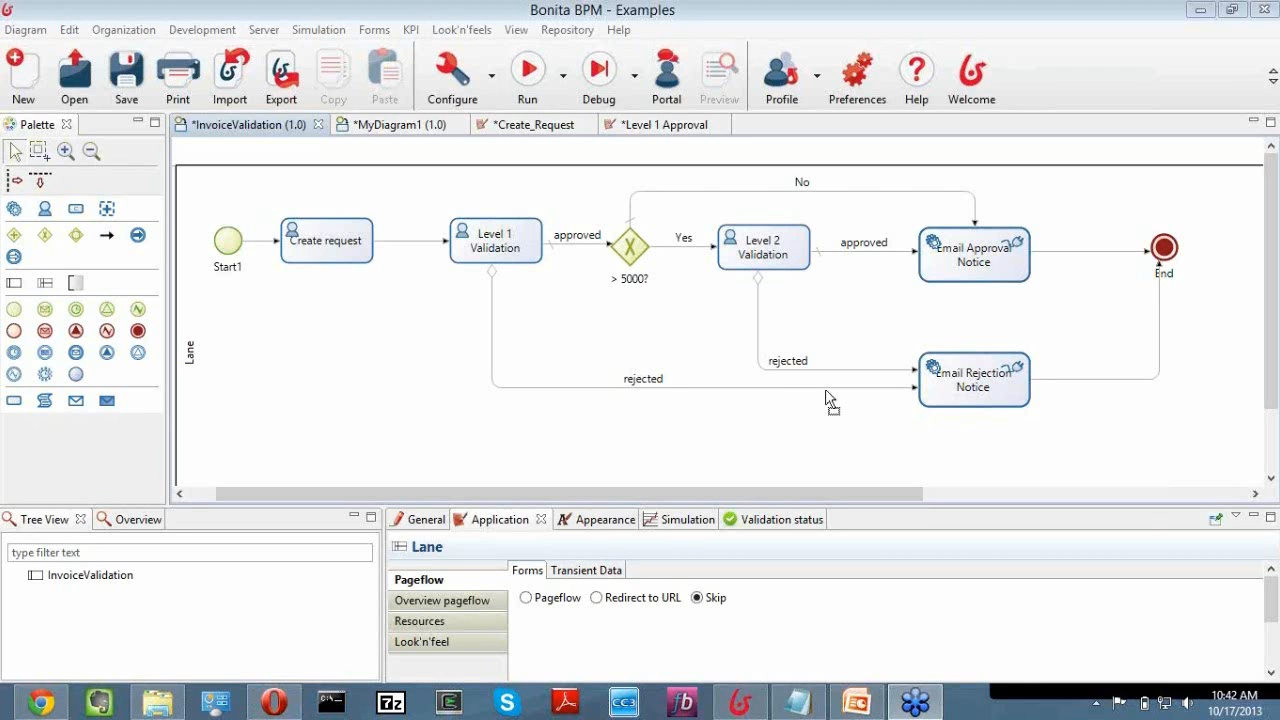 Bonita BPM - Examples
Diagram Edit Organization Development Server Simulation Forms KPI Look'n'feels View Repository Help
New Open Save Print Import Export Copy Paste Configure Run Debug Portal Preview Profile Preferences Help Welcome
Palette *InvoiceValidation (1.0) *MyDiagram1 (1.0) *Create_Request *Level 1 Approval
No
Start1
Create request
Level 1
Validation
approved
X
> 5000?
Yes
Level 2
Validation
approved
Email Approval
Notice
End
Lane
rejected
rejected
Email Rejection
Notice
Tree View Overview
type filter text
InvoiceValidation
General Application Appearance Simulation Validation status
Lane
Pageflow
Overview pageflow
Resources
Look'n'feel
Forms Transient Data
Pageflow Redirect to URL Skip
7z
CC3
fb
10:42 AM
10/17/2013